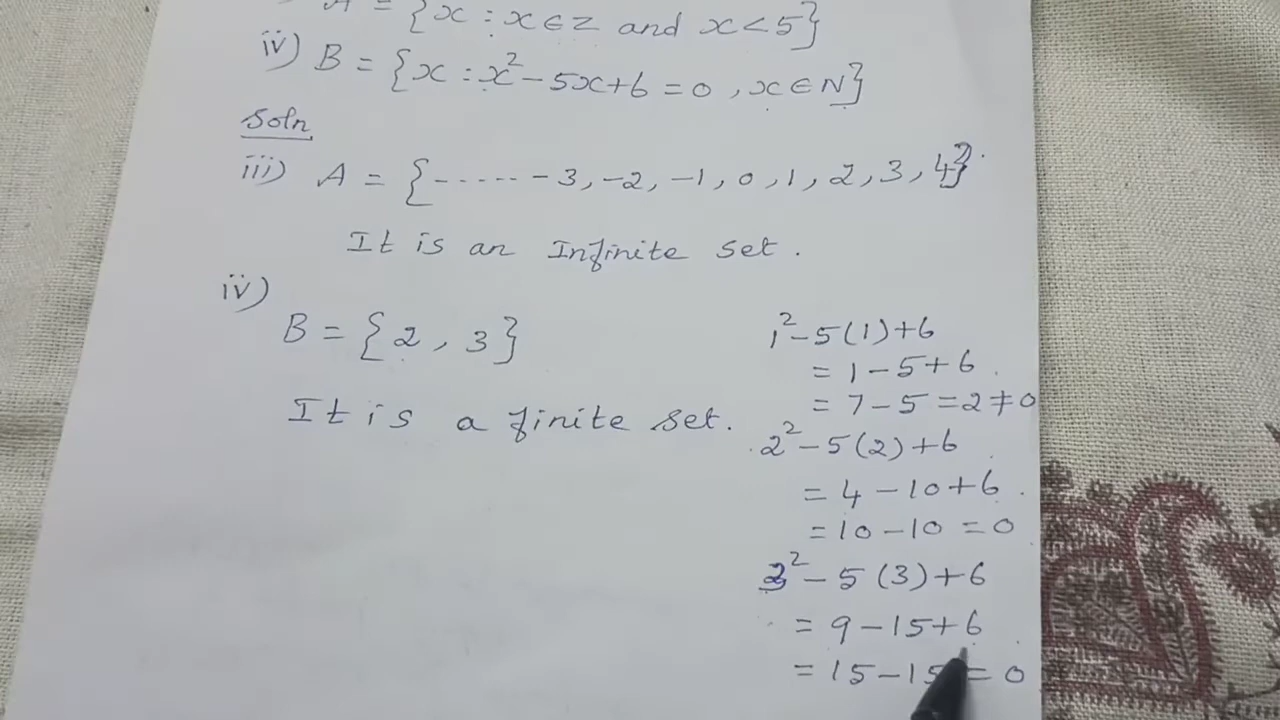 A = {x : x ∈ Z and x < 5}
iv) B = {x : x² - 5x + 6 = 0, x ∈ N}
Soln
iii) A = {- - - - - - 3, -2, -1, 0, 1, 2, 3, 4}.
It is an Infinite set.
iv)
B = {2, 3}
It is a finite set.
1² - 5(1) + 6
= 1 - 5 + 6
= 7 - 5 = 2 ≠ 0
2² - 5(2) + 6
= 4 - 10 + 6
= 10 - 10 = 0
3² - 5(3) + 6
= 9 - 15 + 6
= 15 - 15 = 0